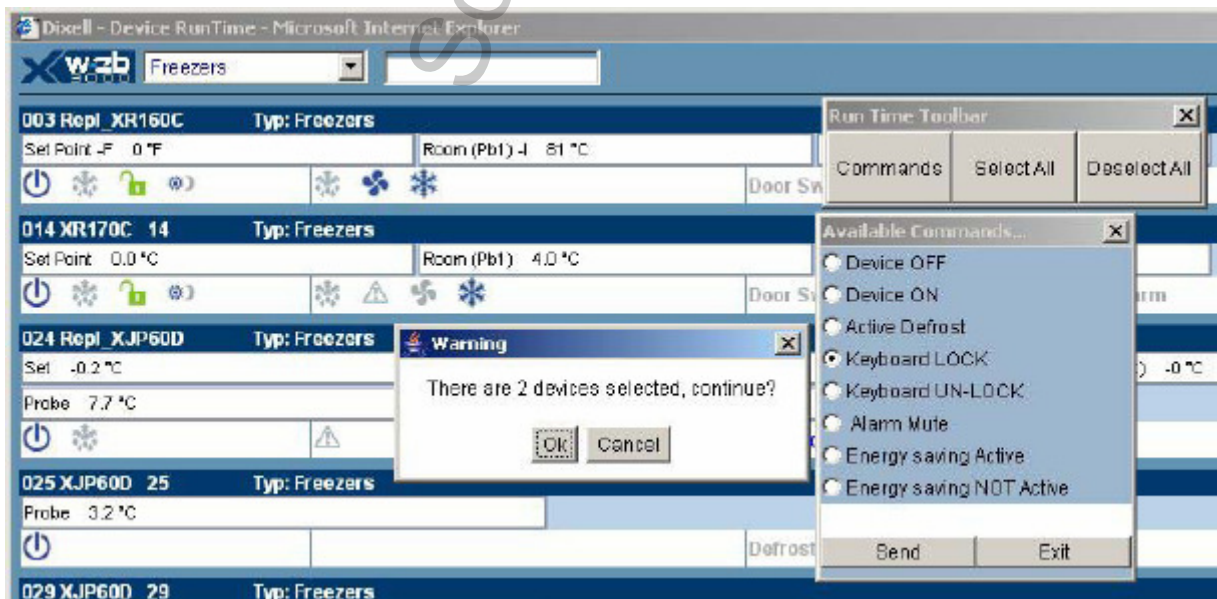 Dixell - Device RunTime - Microsoft Internet Explorer
Xweb Freezers
003 Repl_XR160C Typ: Freezers
Set Point -F 0 °F Room (Pb1) -I 81 °C
Door Sw
014 XR170C 14 Typ: Freezers
Set Point 0.0 °C Room (Pb1) 4.0 °C
024 Repl_XJP60D Typ: Freezers
Set -0.2 °C
-0 °C
Probe 7.7 °C
025 XJP60D 25 Typ: Freezers
Probe 3.2 °C
Defrost
029 XJP60D 29 Typ: Freezers
Run Time Toolbar
Commands Select All Deselect All
Available Commands...
Device OFF
Device ON
Active Defrost
Keyboard LOCK
Keyboard UN-LOCK
Alarm Mute
Energy saving Active
Energy saving NOT Active
Send Exit
Warning
There are 2 devices selected, continue?
Ok Cancel